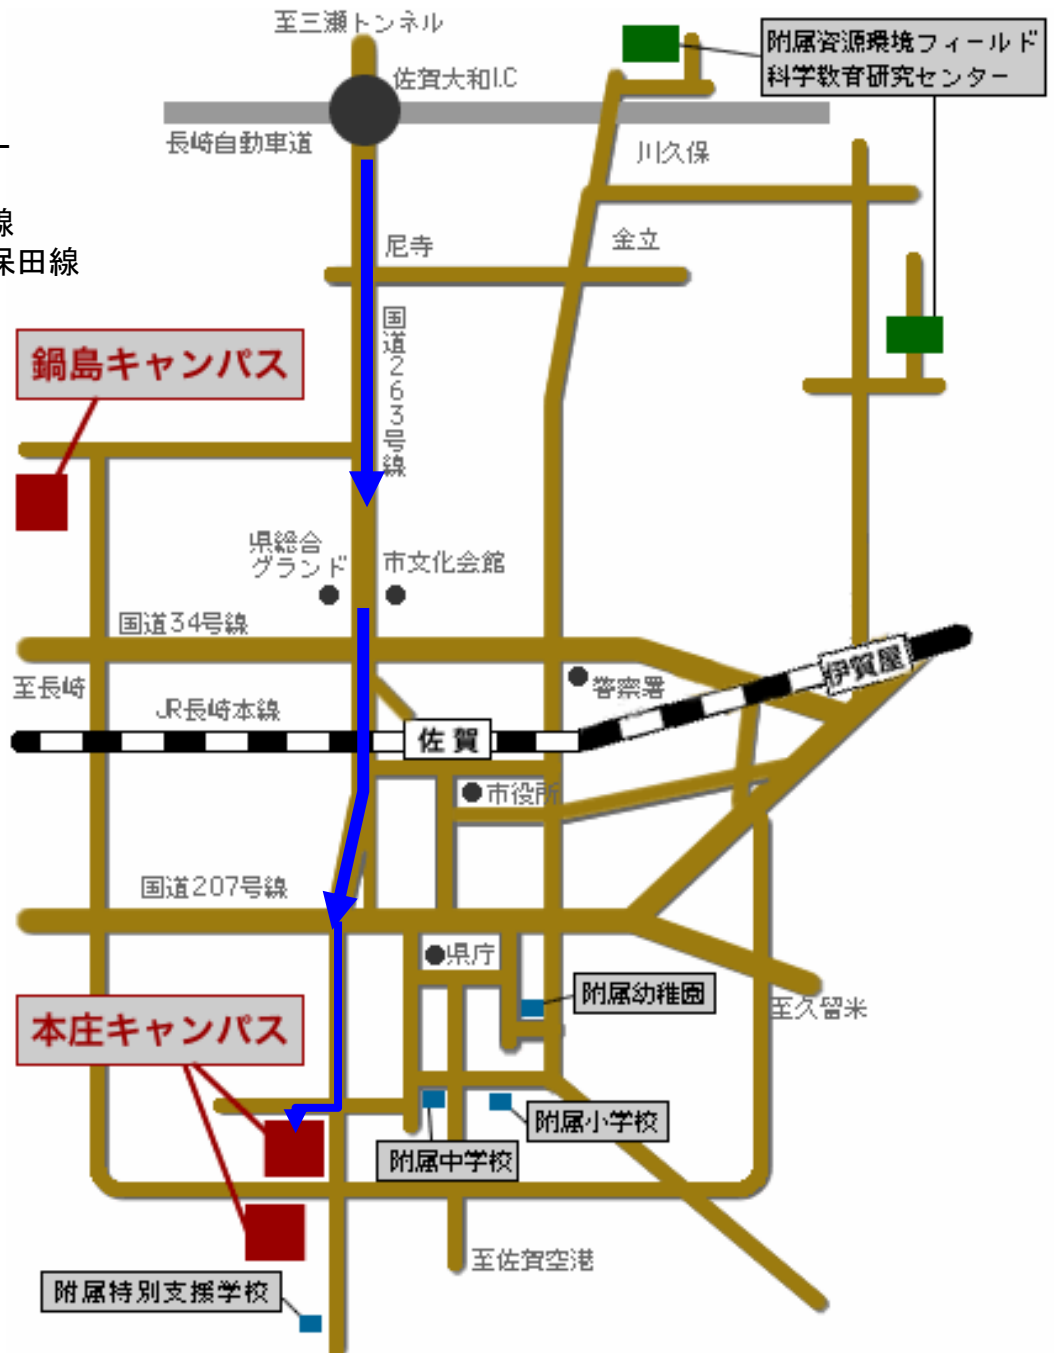 至三瀬トンネル
附属資源環境フィールド
科学教育研究センター
佐賀大和I.C
長崎自動車道
川久保
線
保田線
尼寺
金立
国道263号線
鍋島キャンパス
県総合
グランド
市文化会館
国道34号線
至長崎
警察署
伊賀屋
JR長崎本線
佐賀
市役所
国道207号線
県庁
附属幼稚園
至久留米
本庄キャンパス
附属小学校
附属中学校
至佐賀空港
附属特別支援学校